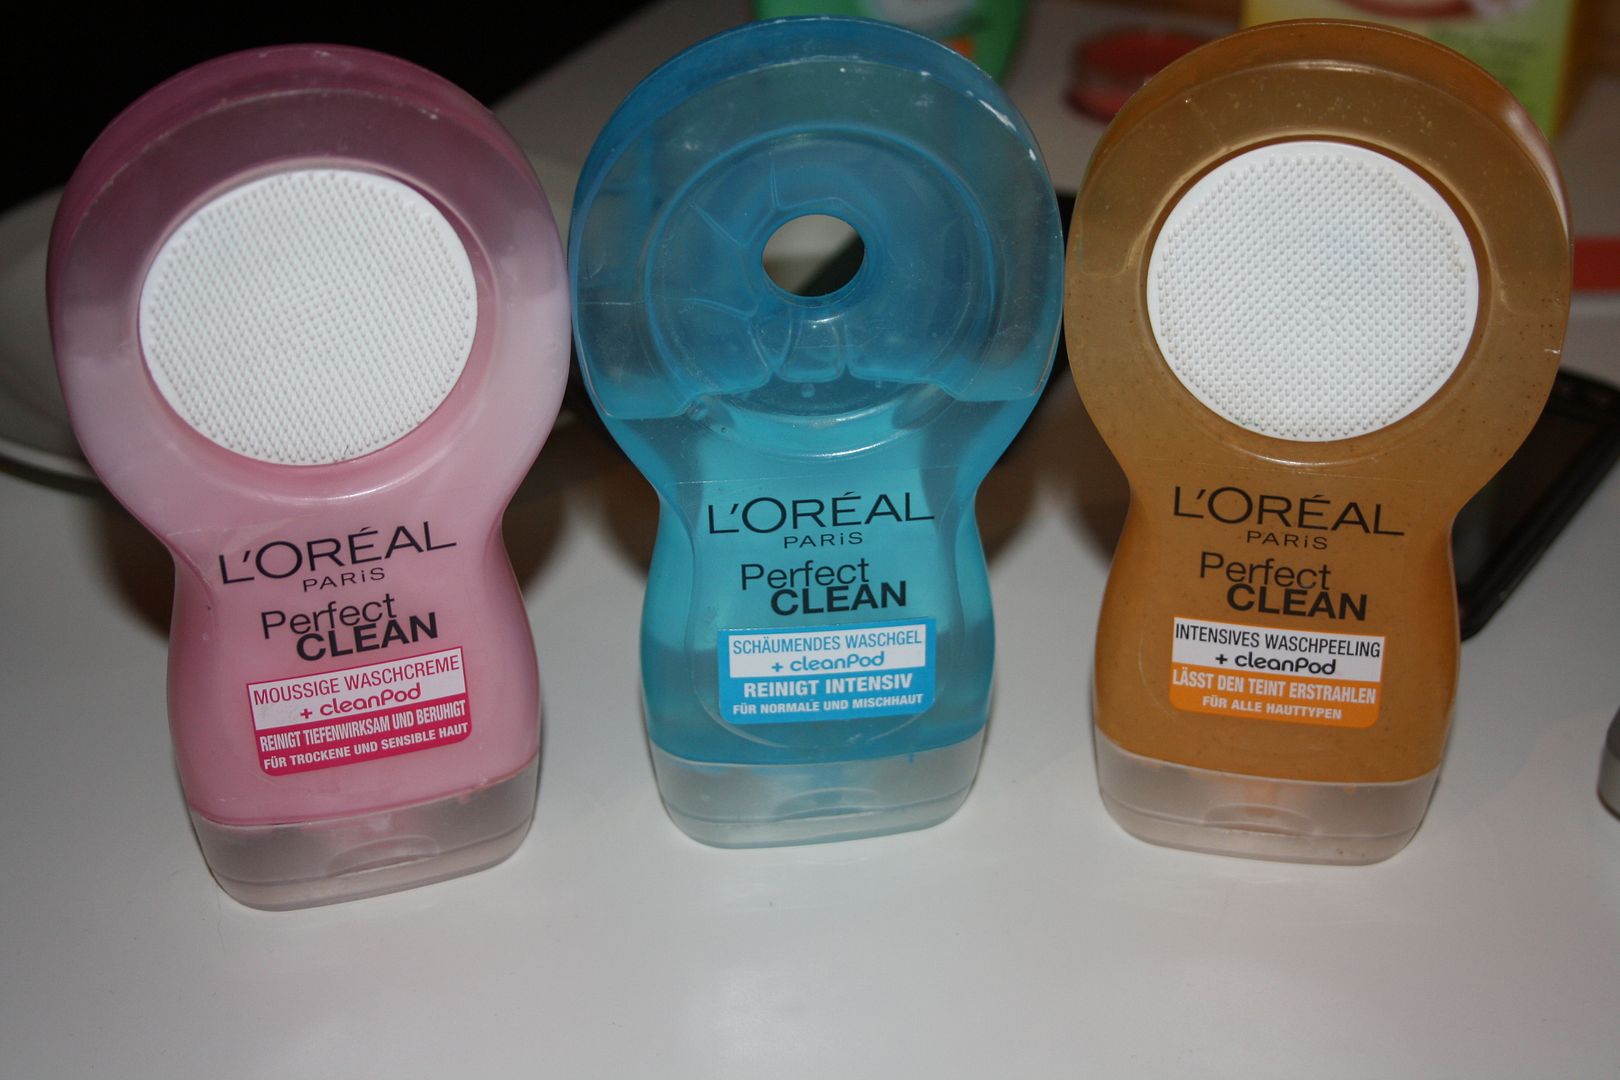 L'ORÉAL
PARiS
Perfect
CLEAN
MOUSSIGE WASCHCREME
+ cleanPod
REINIGT TIEFENWIRKSAM UND BERUHIGT
FÜR TROCKENE UND SENSIBLE HAUT
L'ORÉAL
PARiS
Perfect
CLEAN
SCHÄUMENDES WASCHGEL
+ cleanPod
REINIGT INTENSIV
FÜR NORMALE UND MISCHHAUT
L'ORÉAL
PARiS
Perfect
CLEAN
INTENSIVES WASCHPEELING
+ cleanPod
LÄSST DEN TEINT ERSTRAHLEN
FÜR ALLE HAUTTYPEN